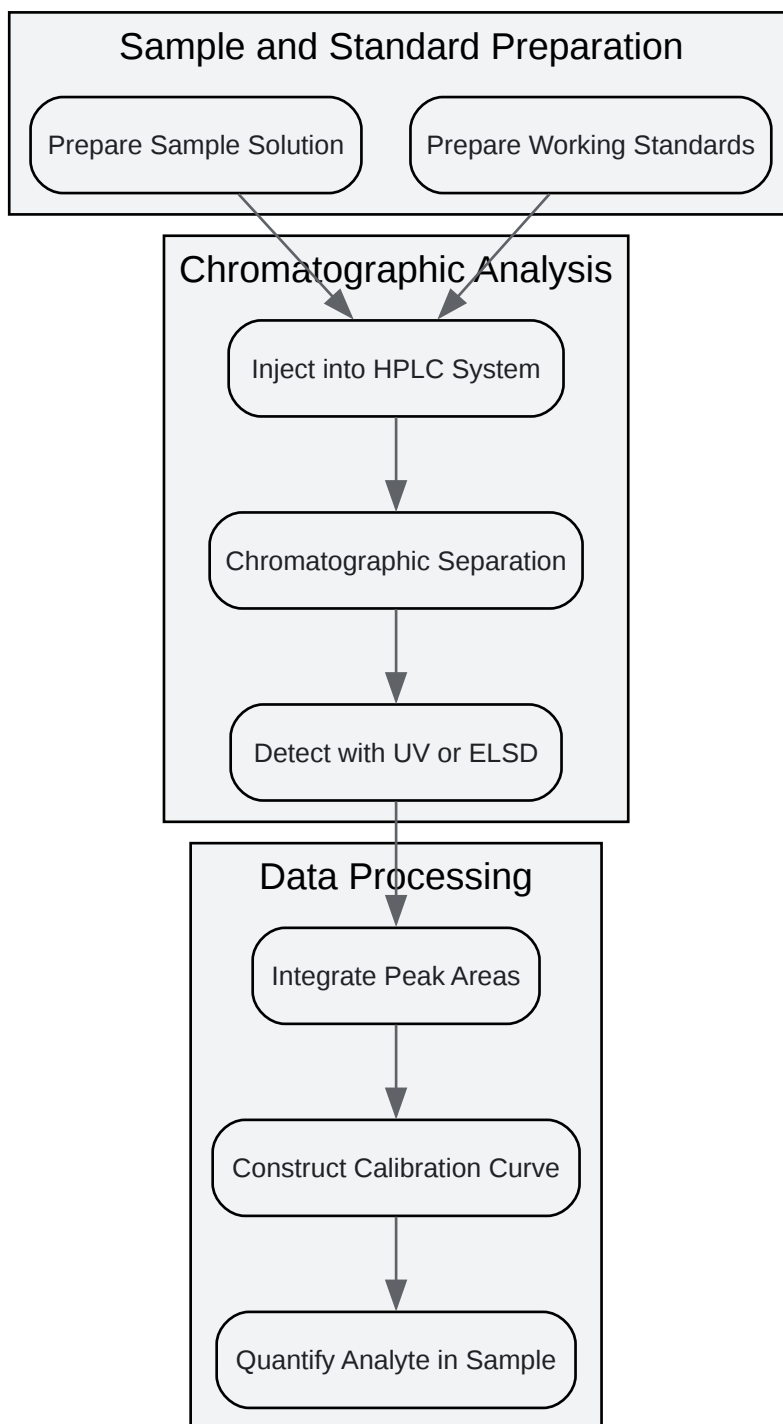 Sample and Standard Preparation
Prepare Sample Solution
Prepare Working Standards
Chromatographic Analysis
Inject into HPLC System
Chromatographic Separation
Detect with UV or ELSD
Data Processing
Integrate Peak Areas
Construct Calibration Curve
Quantify Analyte in Sample